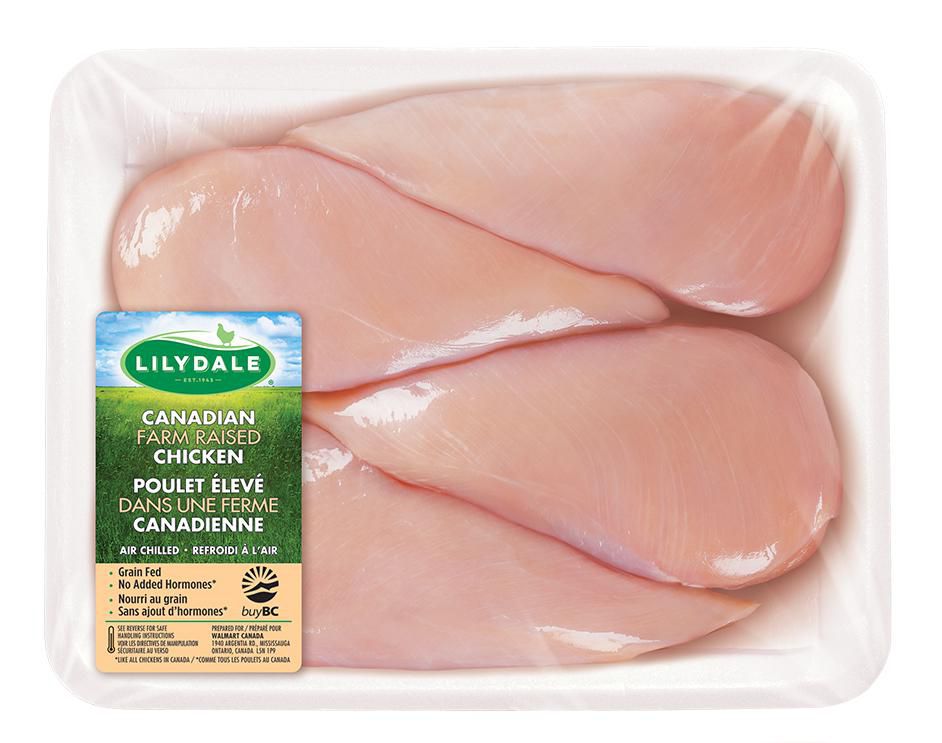 LILYDALE
EST. 1943
®
CANADIAN
FARM RAISED
CHICKEN
POULET ÉLEVÉ
DANS UNE FERME
CANADIENNE
AIR CHILLED • REFROIDI À L'AIR
• Grain Fed
• No Added Hormones*
• Nourri au grain
• Sans ajout d'hormones*
buyBC
SEE REVERSE FOR SAFE
HANDLING INSTRUCTIONS
VOIR LES DIRECTIVES DE MANIPULATION
SÉCURITAIRE AU VERSO
PREPARED FOR / PRÉPARÉ POUR
WALMART CANADA
1940 ARGENTIA RD., MISSISSAUGA
ONTARIO, CANADA L5N 1P9
*LIKE ALL CHICKENS IN CANADA / *COMME TOUS LES POULETS AU CANADA